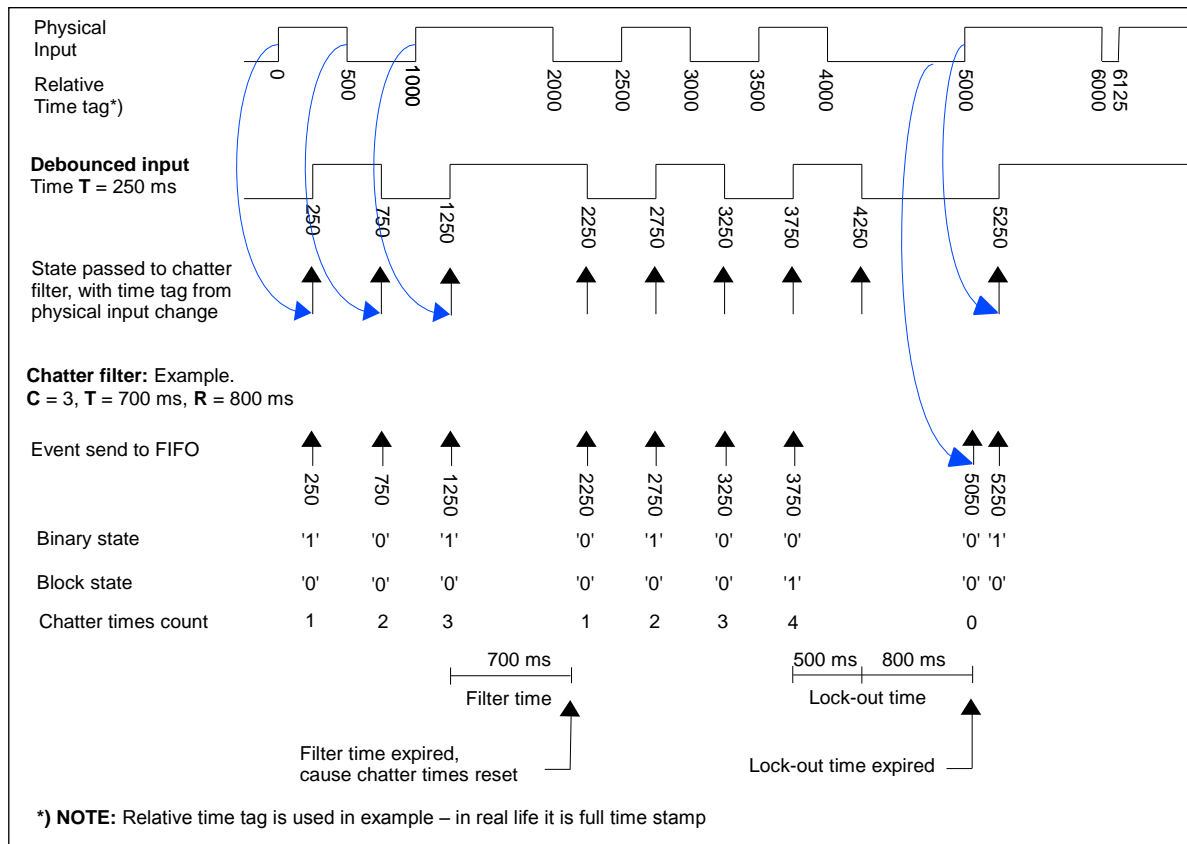 Physical
Input
0 500 1000 2000 2500 3000 3500 4000 5000 6000 6125
Relative
Time tag*)
Debounced input
Time T = 250 ms
250 750 1250 2250 2750 3250 3750 4250 5250
State passed to chatter
filter, with time tag from
physical input change
Chatter filter: Example.
C = 3, T = 700 ms, R = 800 ms
Event send to FIFO
250 750 1250 2250 2750 3250 3750 5050 5250
Binary state '1' '0' '1' '0' '1' '0' '0' '0' '1'
Block state '0' '0' '0' '0' '0' '0' '1' '0' '0'
Chatter times count 1 2 3 1 2 3 4 0
700 ms 500 ms 800 ms
Filter time Lock-out time
Filter time expired,
cause chatter times reset
Lock-out time expired
*) NOTE: Relative time tag is used in example – in real life it is full time stamp